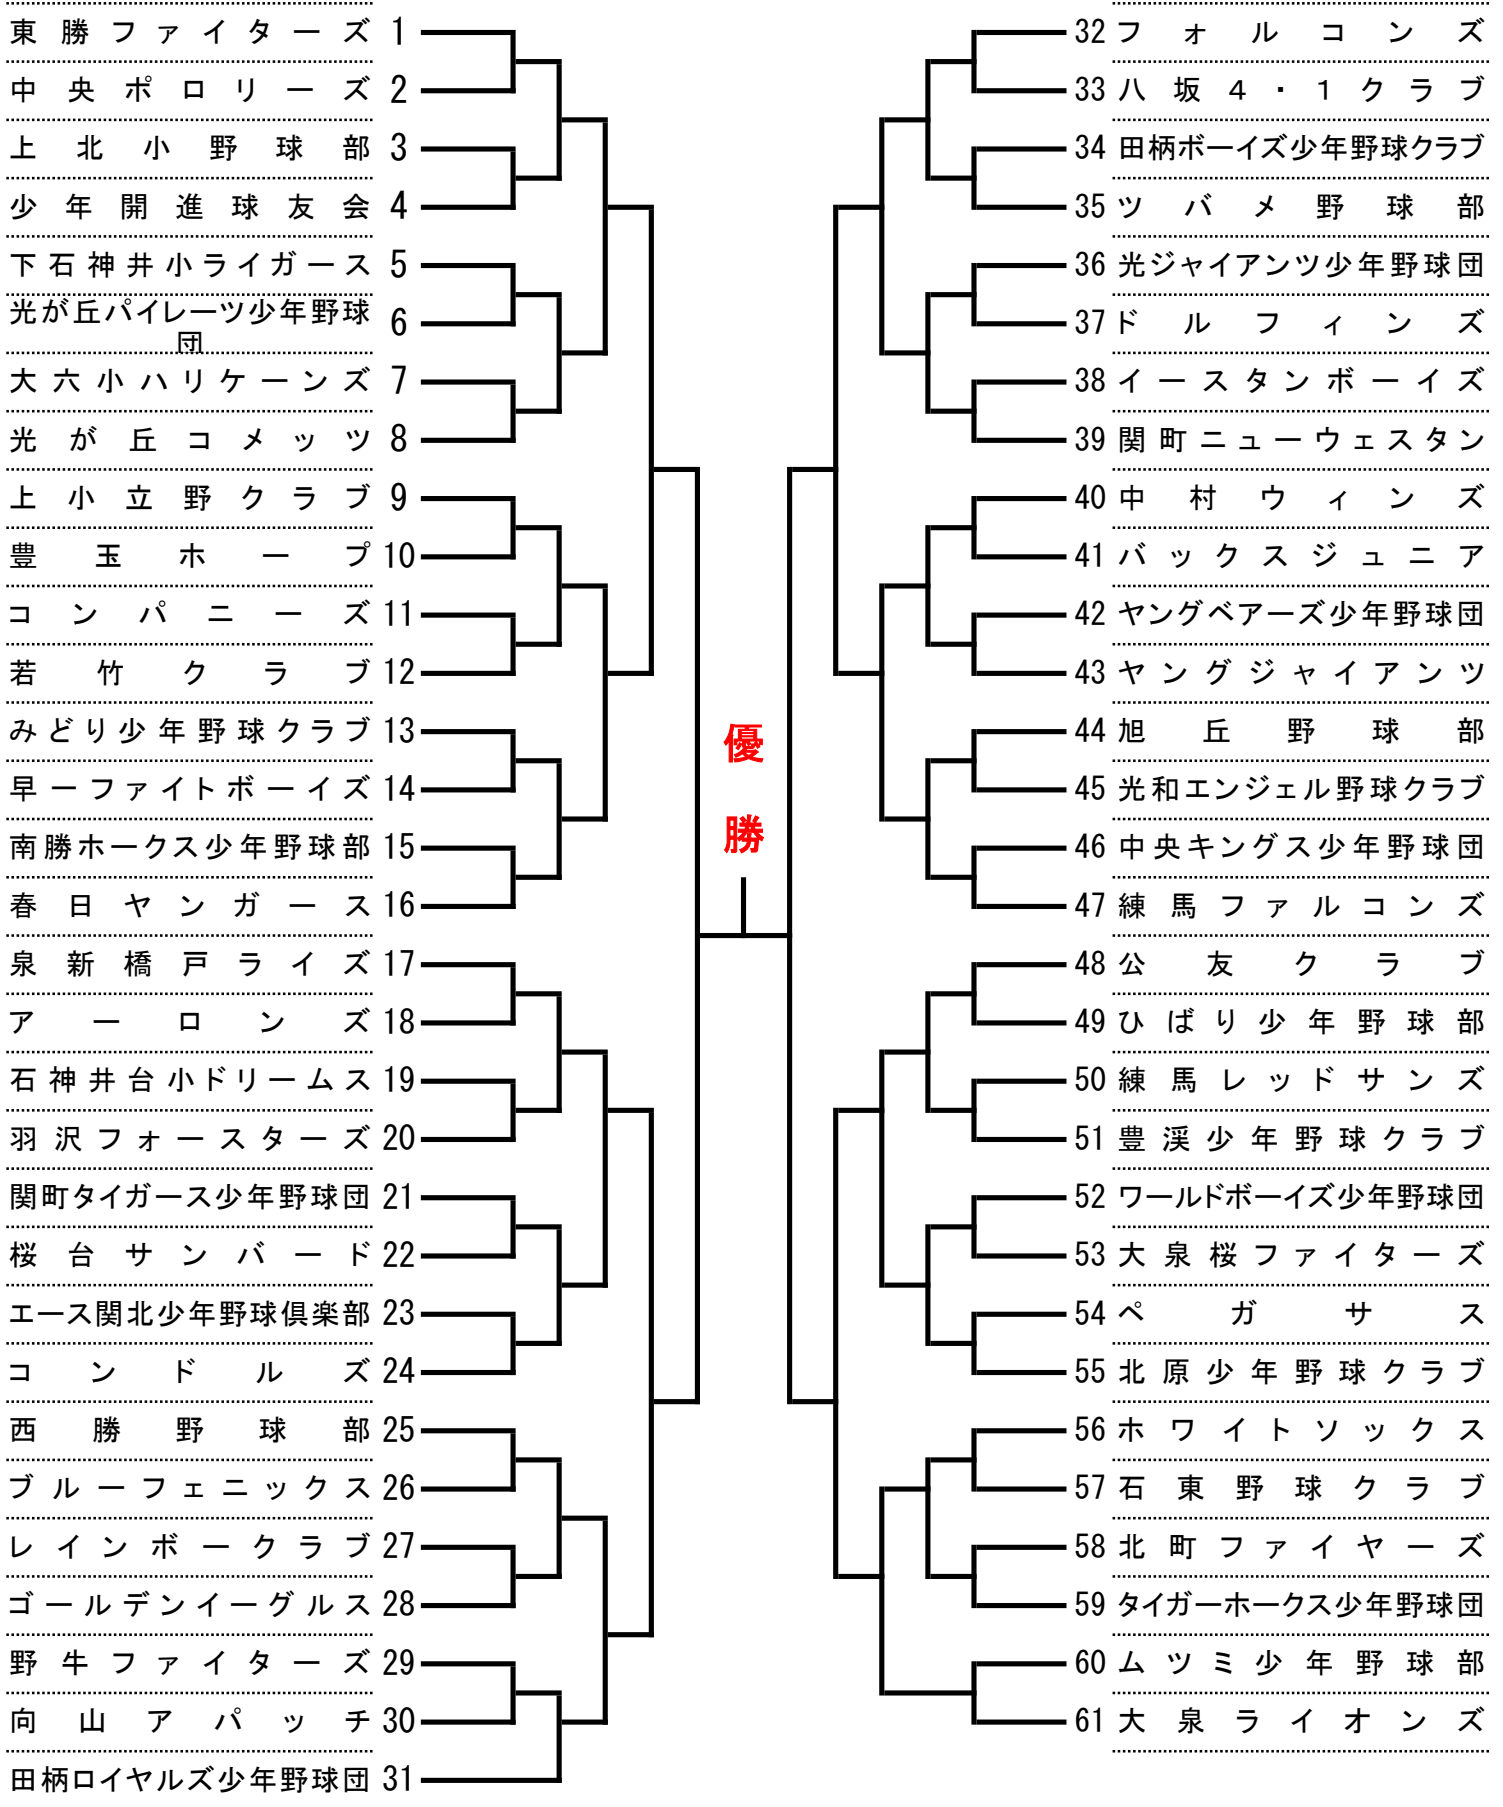 東勝ファイターズ 1
中央ポロリーズ 2
上北小野球部 3
少年開進球友会 4
下石神井小ライガース 5
光が丘パイレーツ少年野球
団 6
大六小ハリケーンズ 7
光が丘コメッツ 8
上小立野クラブ 9
豊玉ホープ 10
コンパニーズ 11
若竹クラブ 12
みどり少年野球クラブ 13
早一ファイトボーイズ 14
南勝ホークス少年野球部 15
春日ヤンガース 16
泉新橋戸ライズ 17
アーロンズ 18
石神井台小ドリームス 19
羽沢フォースターズ 20
関町タイガース少年野球団 21
桜台サンバード 22
エース関北少年野球倶楽部 23
コンドルズ 24
西勝野球部 25
ブルーフェニックス 26
レインボークラブ 27
ゴールデンイーグルス 28
野牛ファイターズ 29
向山アパッチ 30
田柄ロイヤルズ少年野球団 31
優
勝
32 フォルコンズ
33 八坂4・1クラブ
34 田柄ボーイズ少年野球クラブ
35 ツバメ野球部
36 光ジャイアンツ少年野球団
37 ドルフィンズ
38 イースタンボーイズ
39 関町ニューウェスタン
40 中村ウィンズ
41 バックスジュニア
42 ヤングベアーズ少年野球団
43 ヤングジャイアンツ
44 旭丘野球部
45 光和エンジェル野球クラブ
46 中央キングス少年野球団
47 練馬ファルコンズ
48 公友クラブ
49 ひばり少年野球部
50 練馬レッドサンズ
51 豊渓少年野球クラブ
52 ワールドボーイズ少年野球団
53 大泉桜ファイターズ
54 ペガサス
55 北原少年野球クラブ
56 ホワイトソックス
57 石東野球クラブ
58 北町ファイヤーズ
59 タイガーホークス少年野球団
60 ムツミ少年野球部
61 大泉ライオンズ